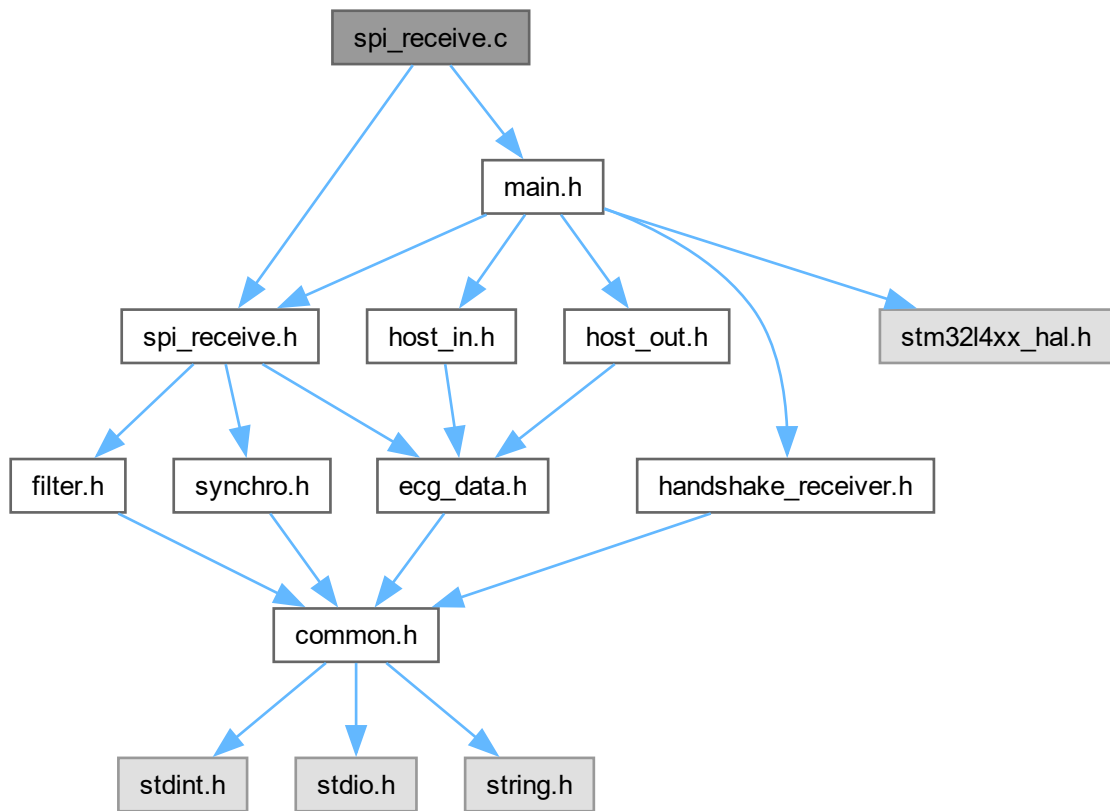 spi_receive.c
main.h
spi_receive.h
host_in.h
host_out.h
stm32l4xx_hal.h
filter.h
synchro.h
ecg_data.h
handshake_receiver.h
common.h
stdint.h
stdio.h
string.h